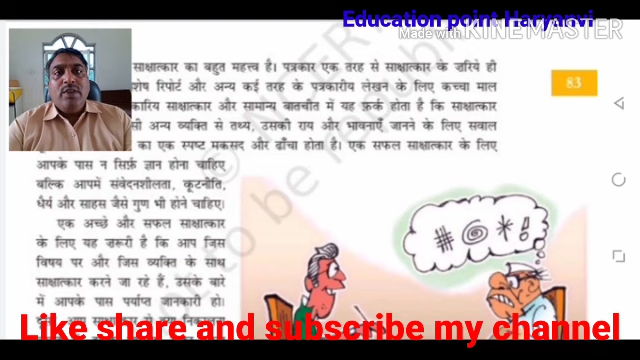 Education point Haryanvi
Made with KINEMASTER
साक्षात्कार का बहुत महत्त्व है। पत्रकार एक तरह से साक्षात्कार के ज़रिये ही
रिपोर्ट और अन्य कई तरह के पत्रकारीय लेखन के लिए कच्चा माल
83
साक्षात्कार और सामान्य बातचीत में यह फ़र्क होता है कि साक्षात्कार
अन्य व्यक्ति से तथ्य, उसकी राय और भावनाएँ जानने के लिए सवाल
का एक स्पष्ट मकसद और ढाँचा होता है। एक सफल साक्षात्कार के लिए
आपके पास न सिर्फ़ ज्ञान होना चाहिए
बल्कि आपमें संवेदनशीलता, कूटनीति,
धैर्य और साहस जैसे गुण भी होने चाहिए।
एक अच्छे और सफल साक्षात्कार
के लिए यह ज़रूरी है कि आप जिस
विषय पर और जिस व्यक्ति के साथ
साक्षात्कार करने जा रहे हैं, उसके बारे
में आपके पास पर्याप्त जानकारी हो।
# @ * !
Like share and subscribe my channel